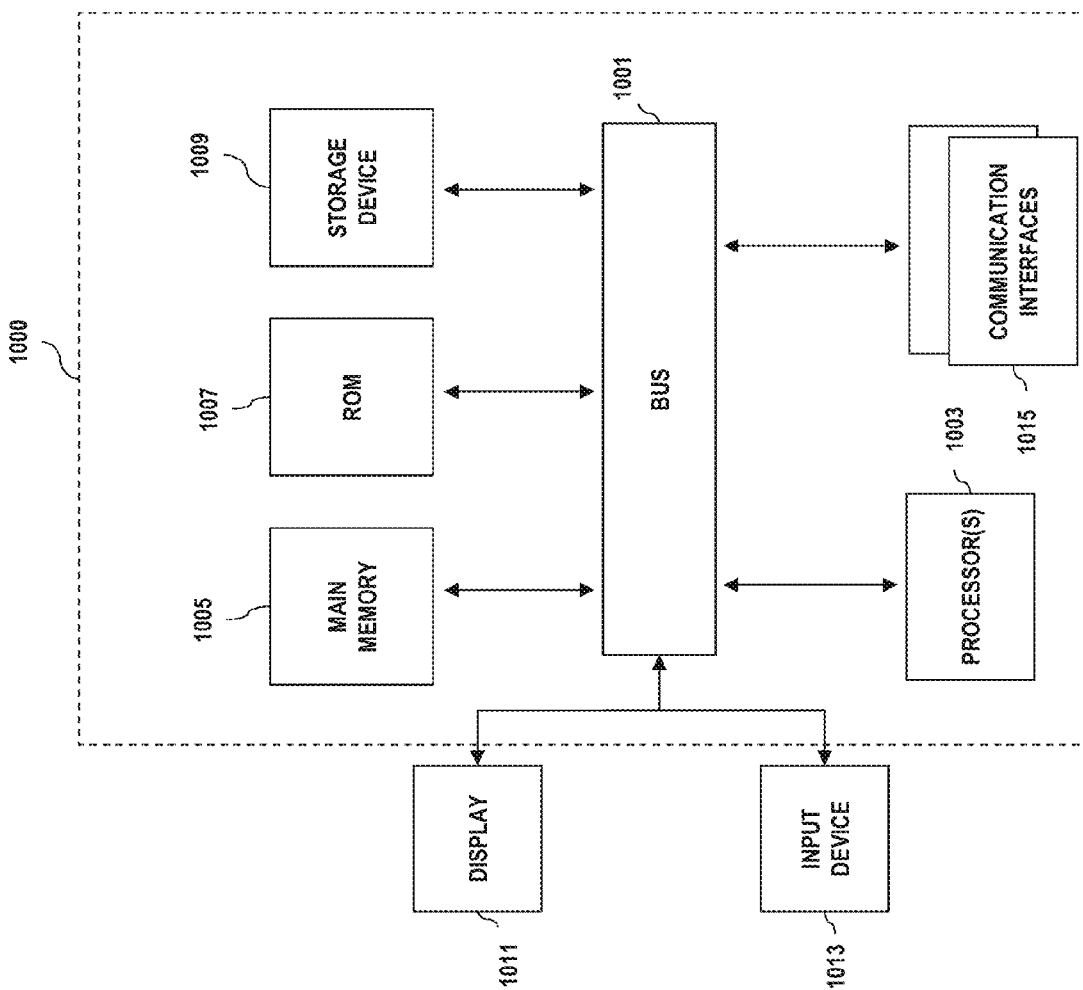 1000
1005
1007
1009
MAIN
MEMORY
ROM
STORAGE
DEVICE
DISPLAY
1011
1001
BUS
INPUT
DEVICE
1013
PROCESSOR(S)
1003
1015
COMMUNICATION
INTERFACES